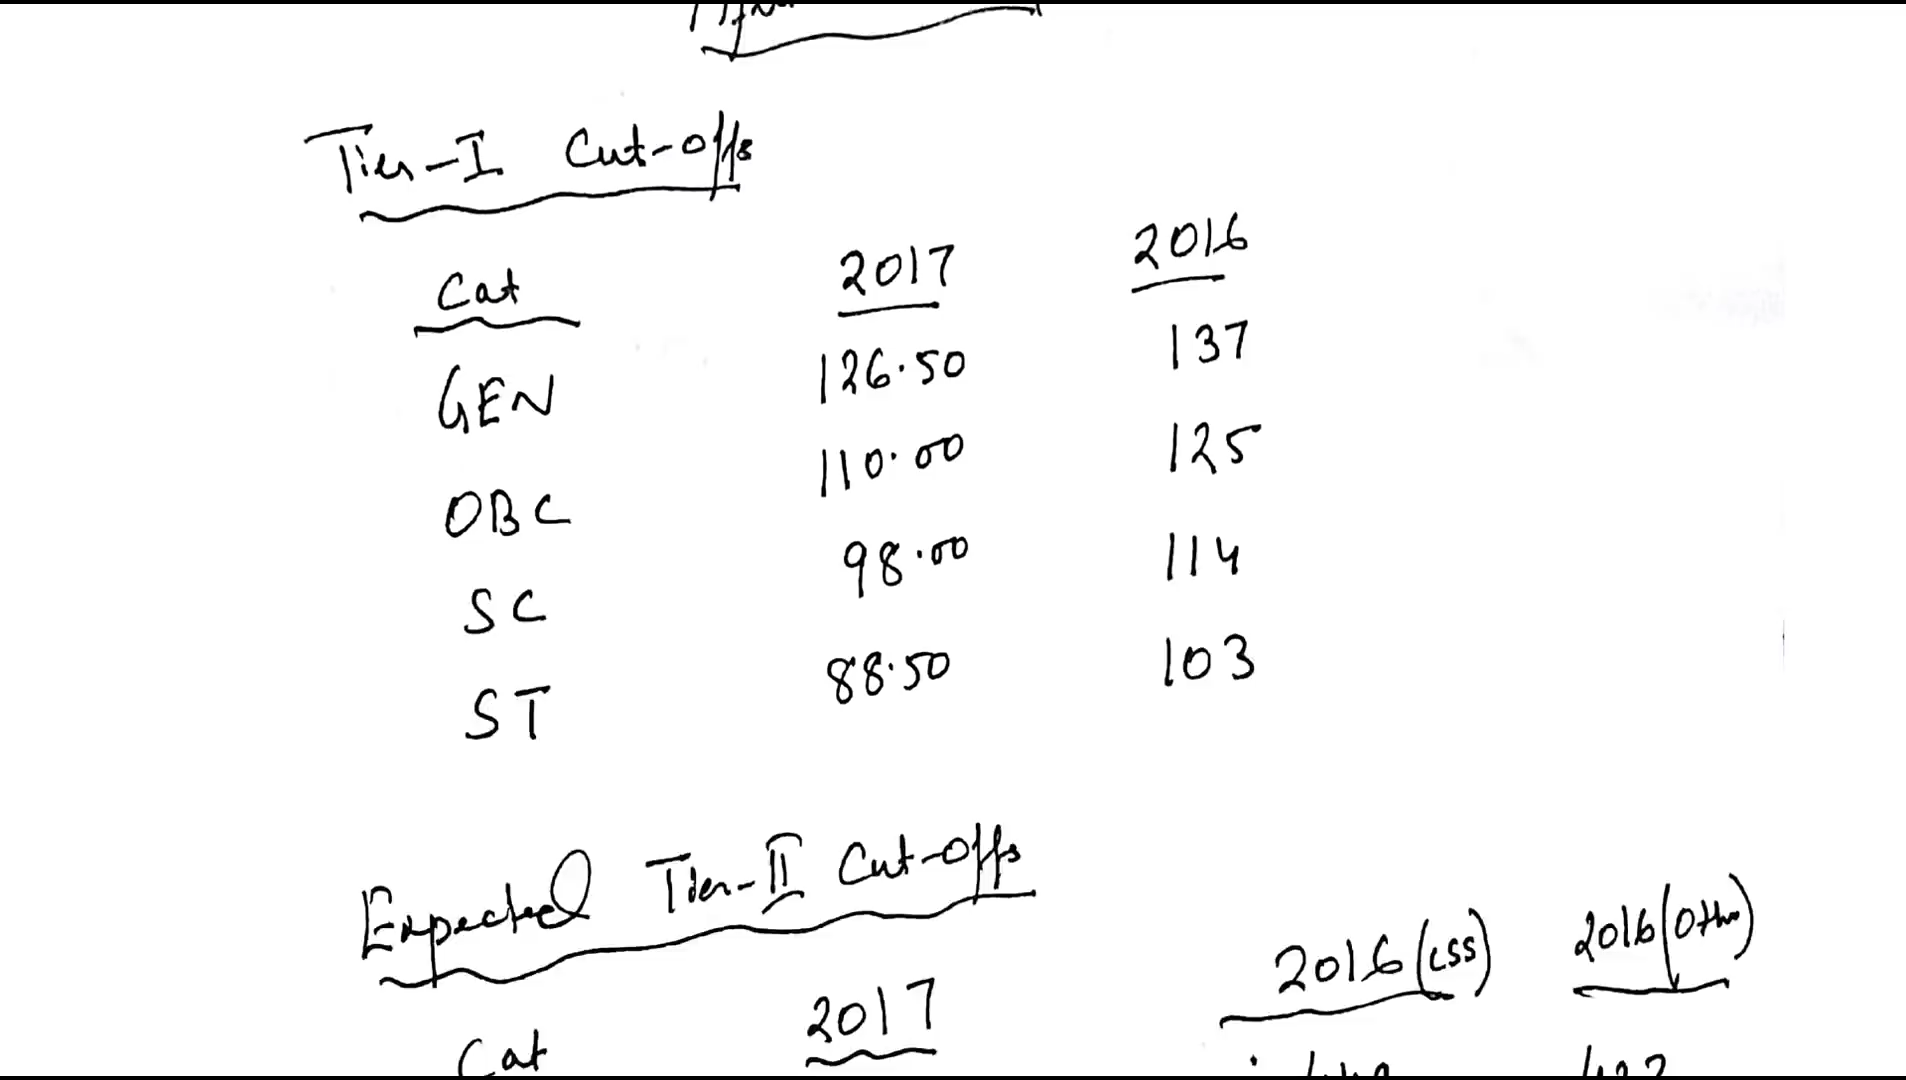 Tier-I Cut-offs
Cat 2017 2016
GEN 126.50 137
OBC 110.00 125
SC 98.00 114
ST 88.50 103
Expected Tier-II Cut-offs
Cat 2017 2016 (CSS) 2016 (Other)